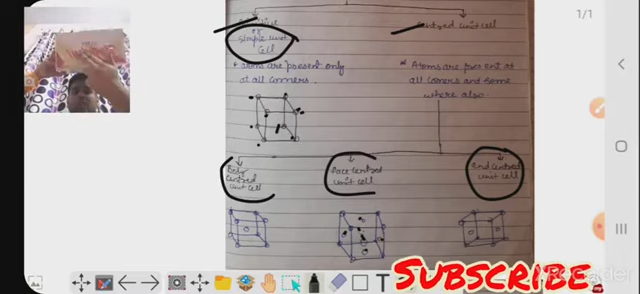 1/1
Centred unit cell
or
Simple unit
cell
* Atoms are present only
at all corners.
* Atoms are present at
all corners and some
where also.
Body
centred
unit cell
Face centred
unit cell
End centred
unit cell
T
SUBSCRIBE